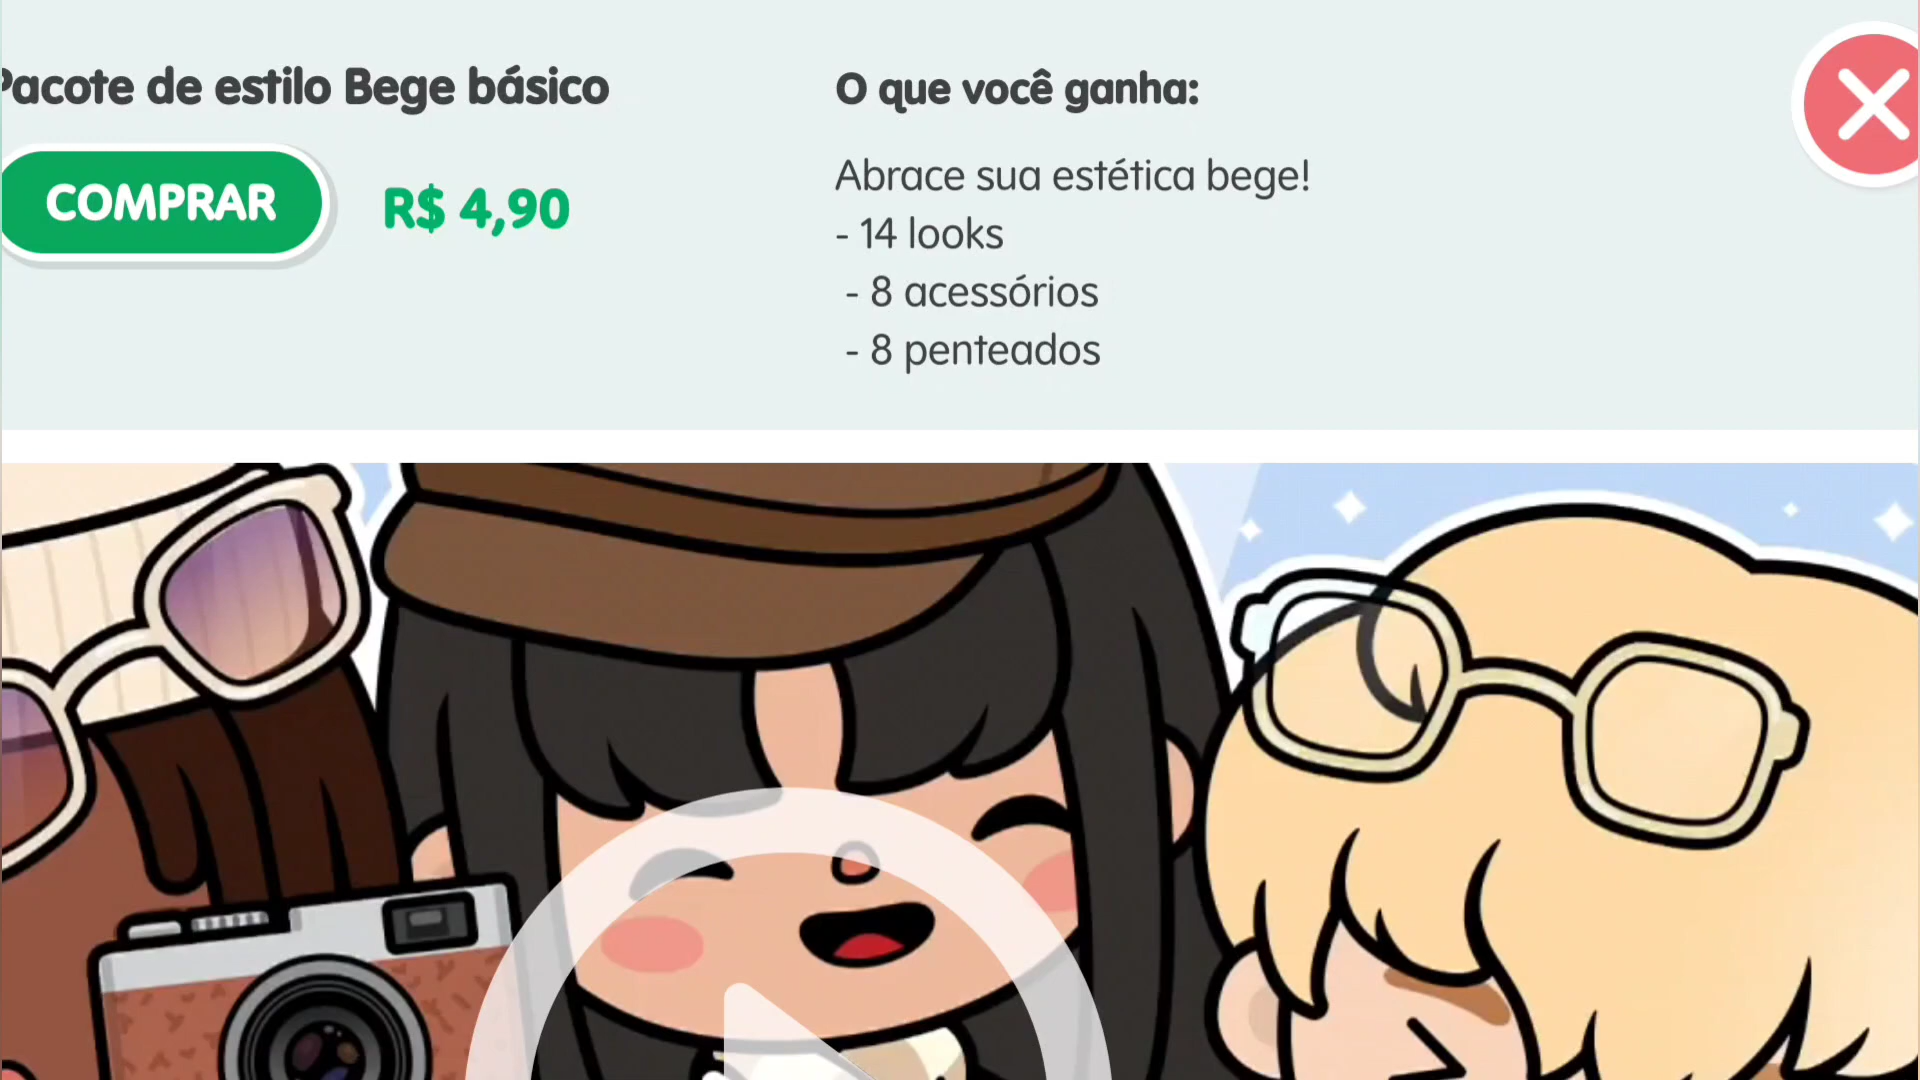 Pacote de estilo Bege básico
COMPRAR
R$ 4,90
O que você ganha:
Abrace sua estética bege!
- 14 looks
- 8 acessórios
- 8 penteados